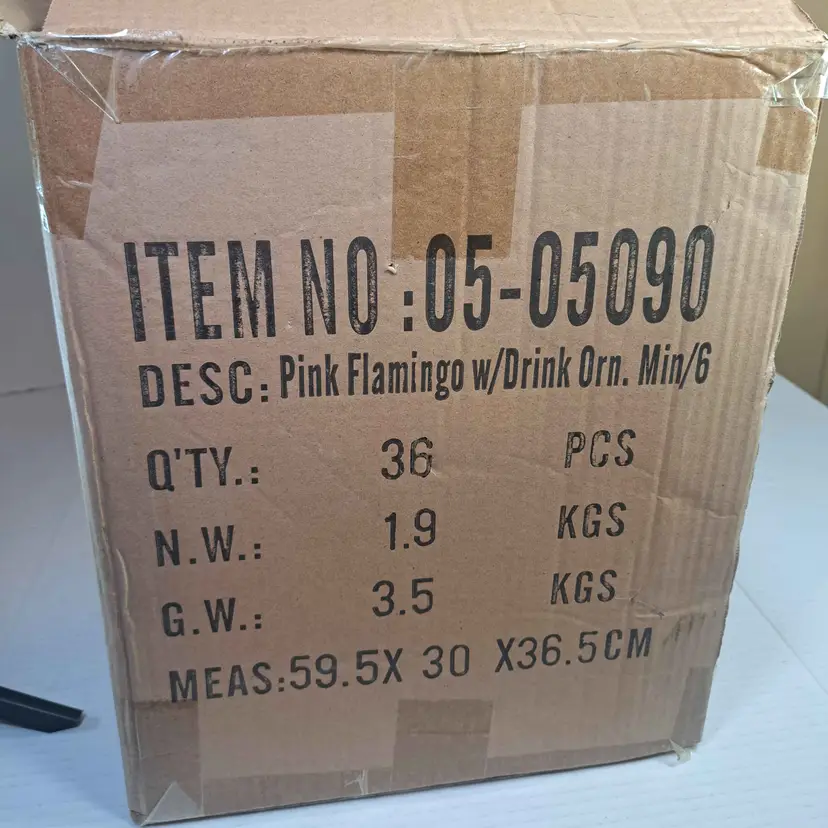 ITEM NO :05-05090
DESC: Pink Flamingo w/Drink Orn. Min/6
Q'TY.: 36 PCS
N.W.: 1.9 KGS
G.W.: 3.5 KGS
MEAS:59.5X 30 X36.5CM